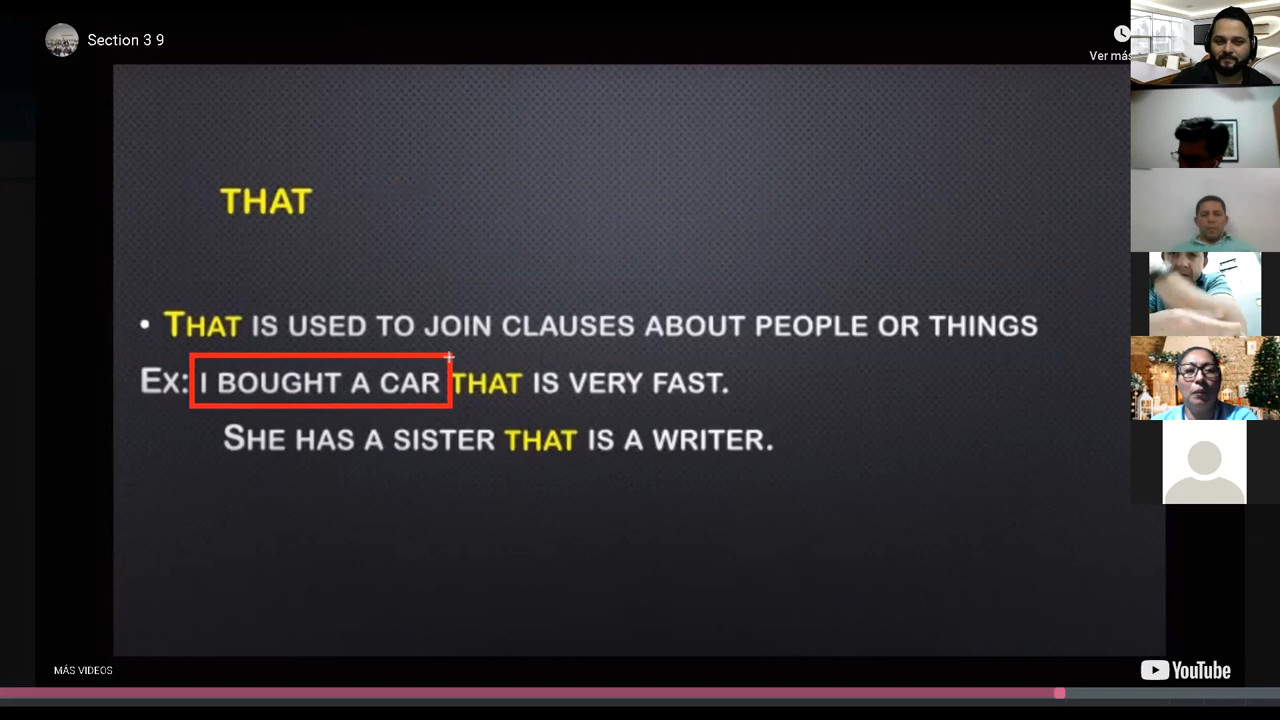 Section 3 9
Ver más
THAT
• THAT IS USED TO JOIN CLAUSES ABOUT PEOPLE OR THINGS
EX: I BOUGHT A CAR THAT IS VERY FAST.
SHE HAS A SISTER THAT IS A WRITER.
MÁS VIDEOS
YouTube